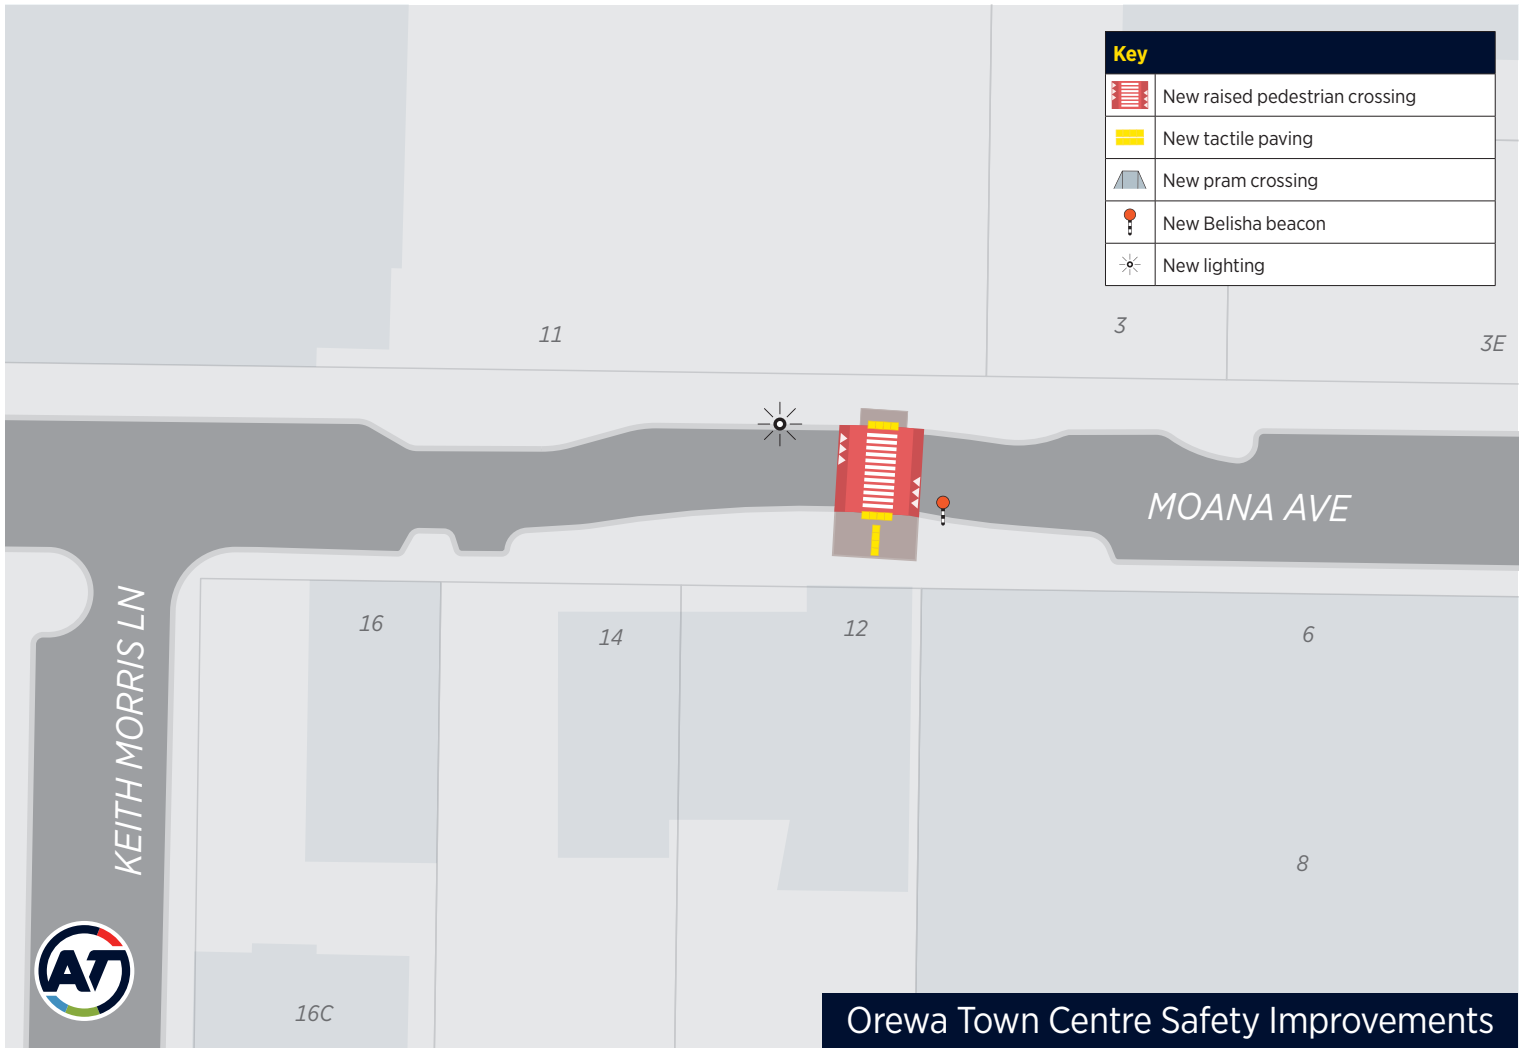 Key
New raised pedestrian crossing
New tactile paving
New pram crossing
New Belisha beacon
New lighting
11
3
3E
MOANA AVE
KEITH MORRIS LN
16
14
12
6
8
16C
AT
Orewa Town Centre Safety Improvements